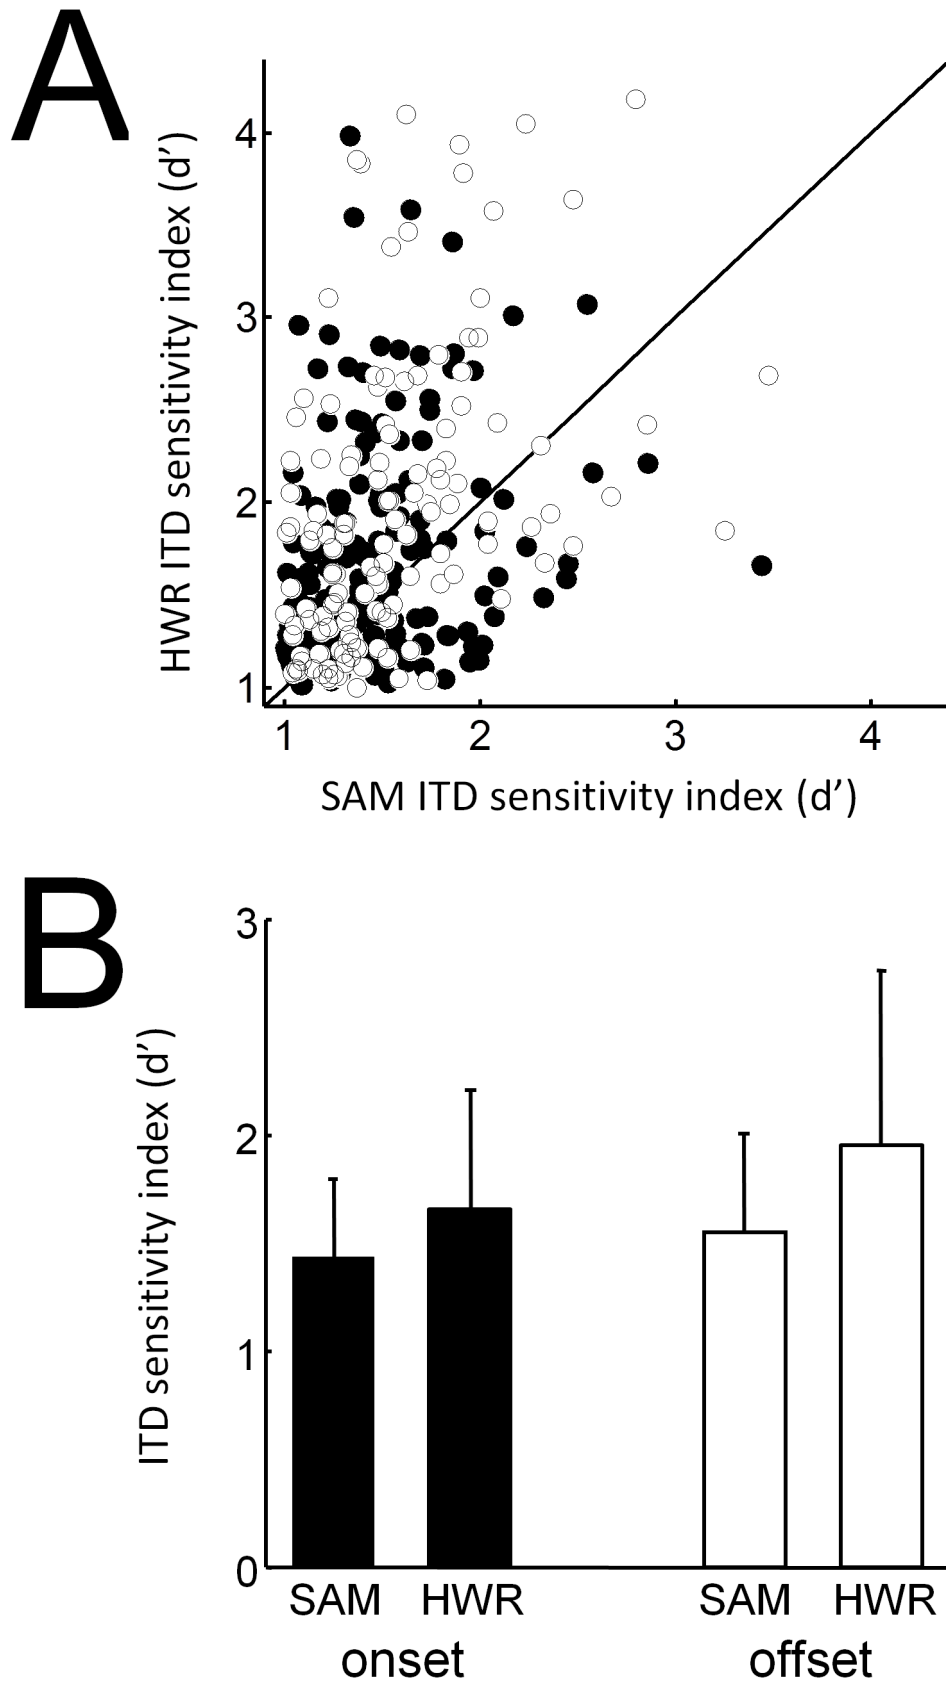 A
HWR ITD sensitivity index (d’)
4
3
2
1
1 2 3 4
SAM ITD sensitivity index (d’)
B
ITD sensitivity index (d’)
3
2
1
0
SAM HWR SAM HWR
onset offset